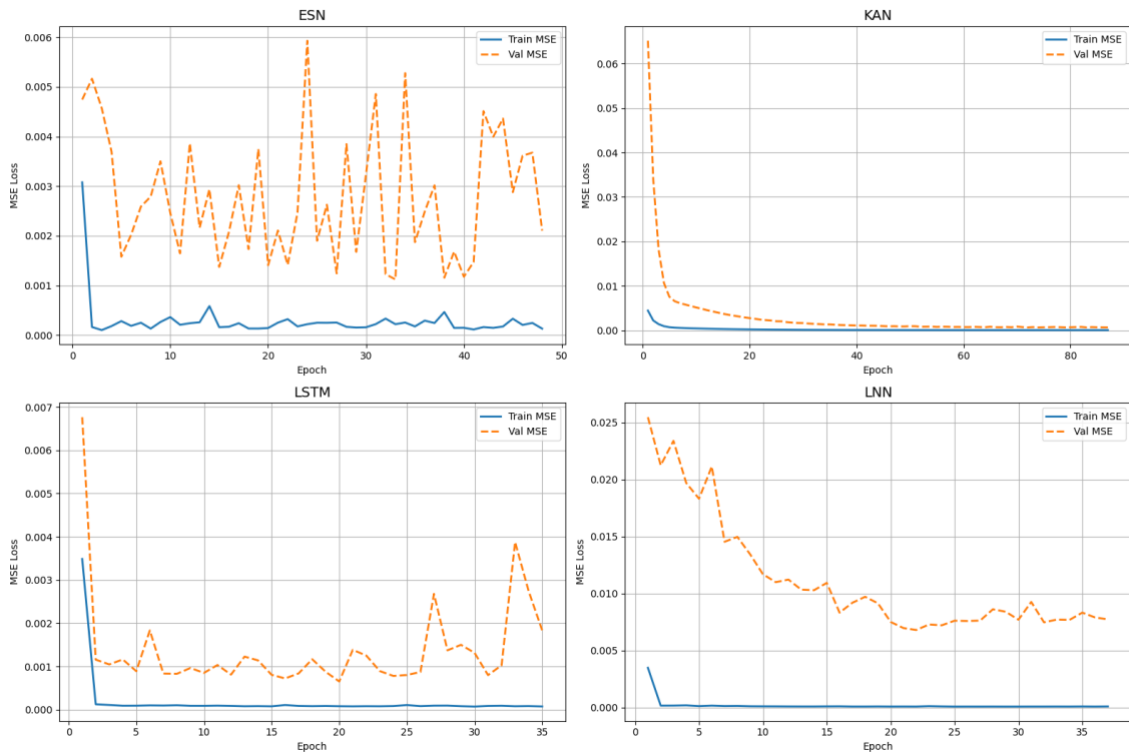 ESN
Train MSE
Val MSE
0.006
0.005
0.004
0.003
0.002
0.001
0.000
MSE Loss
0 10 20 30 40 50
Epoch
KAN
Train MSE
Val MSE
0.06
0.05
0.04
0.03
0.02
0.01
0.00
MSE Loss
0 20 40 60 80
Epoch
LSTM
Train MSE
Val MSE
0.007
0.006
0.005
0.004
0.003
0.002
0.001
0.000
MSE Loss
0 5 10 15 20 25 30 35
Epoch
LNN
Train MSE
Val MSE
0.025
0.020
0.015
0.010
0.005
0.000
MSE Loss
0 5 10 15 20 25 30 35
Epoch